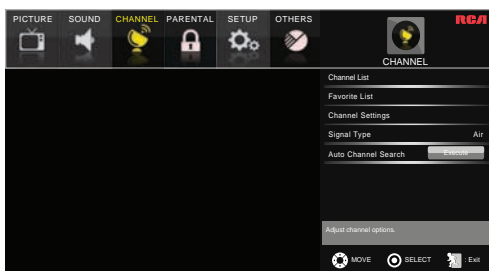 PICTURE SOUND CHANNEL PARENTAL SETUP OTHERS
RCA
CHANNEL
Channel List
Favorite List
Channel Settings
Signal Type Air
Auto Channel Search Execute
Adjust channel options.
MOVE SELECT : Exit